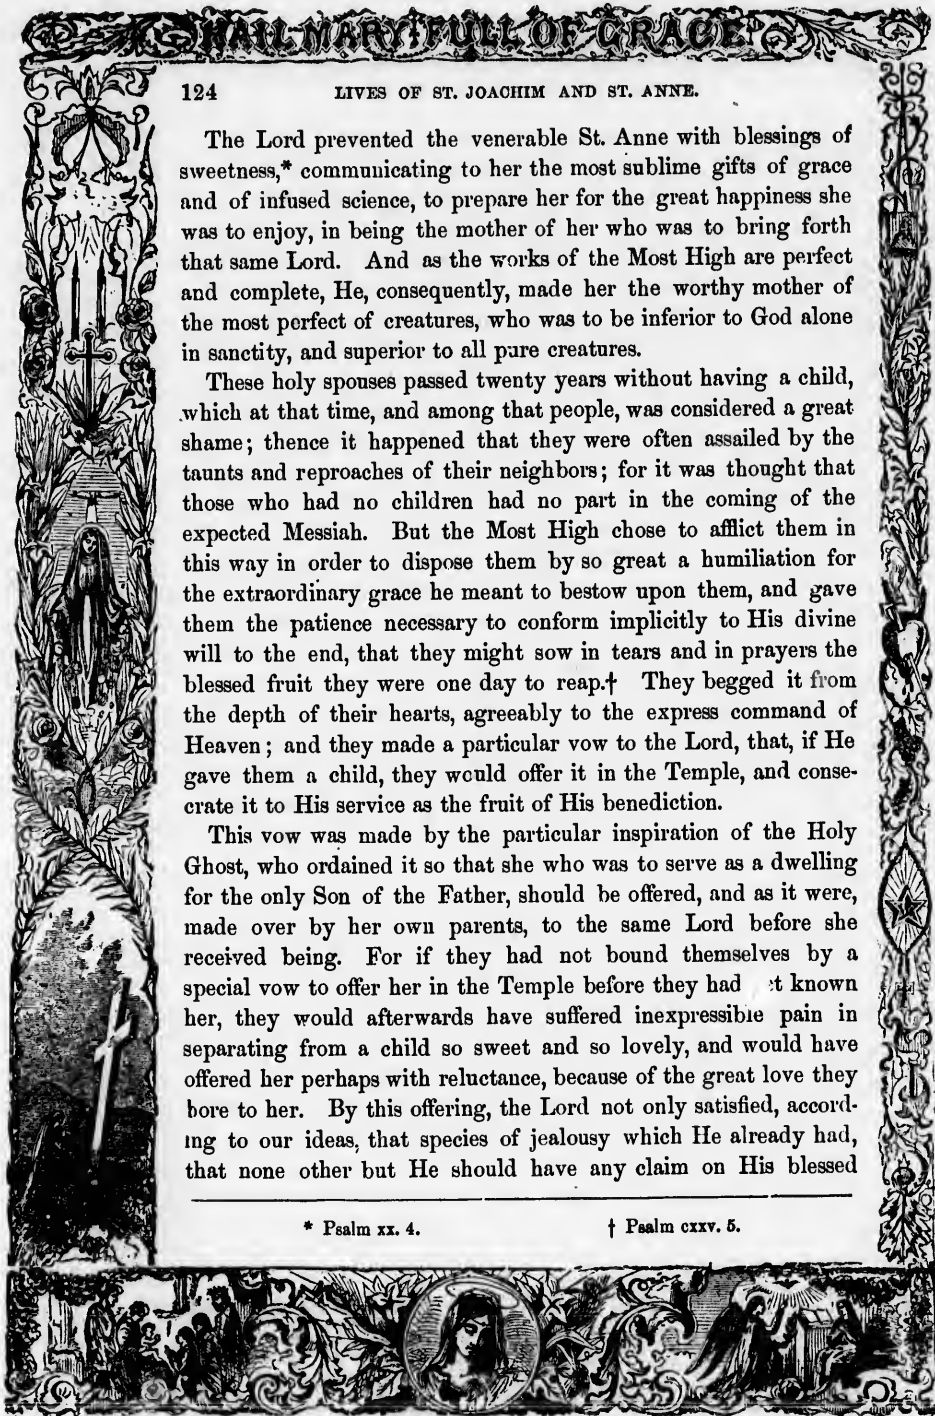 HAIL MARY FULL OF GRACE
124 LIVES OF ST. JOACHIM AND ST. ANNE.
The Lord prevented the venerable St. Anne with blessings of
sweetness,* communicating to her the most sublime gifts of grace
and of infused science, to prepare her for the great happiness she
was to enjoy, in being the mother of her who was to bring forth
that same Lord. And as the works of the Most High are perfect
and complete, He, consequently, made her the worthy mother of
the most perfect of creatures, who was to be inferior to God alone
in sanctity, and superior to all pure creatures.
These holy spouses passed twenty years without having a child,
which at that time, and among that people, was considered a great
shame; thence it happened that they were often assailed by the
taunts and reproaches of their neighbors; for it was thought that
those who had no children had no part in the coming of the
expected Messiah. But the Most High chose to afflict them in
this way in order to dispose them by so great a humiliation for
the extraordinary grace he meant to bestow upon them, and gave
them the patience necessary to conform implicitly to His divine
will to the end, that they might sow in tears and in prayers the
blessed fruit they were one day to reap.† They begged it from
the depth of their hearts, agreeably to the express command of
Heaven; and they made a particular vow to the Lord, that, if He
gave them a child, they would offer it in the Temple, and conse-
crate it to His service as the fruit of His benediction.
This vow was made by the particular inspiration of the Holy
Ghost, who ordained it so that she who was to serve as a dwelling
for the only Son of the Father, should be offered, and as it were,
made over by her own parents, to the same Lord before she
received being. For if they had not bound themselves by a
special vow to offer her in the Temple before they had known
her, they would afterwards have suffered inexpressible pain in
separating from a child so sweet and so lovely, and would have
offered her perhaps with reluctance, because of the great love they
bore to her. By this offering, the Lord not only satisfied, accord-
ing to our ideas, that species of jealousy which He already had,
that none other but He should have any claim on His blessed
* Psalm xx. 4. † Psalm cxxv. 5.